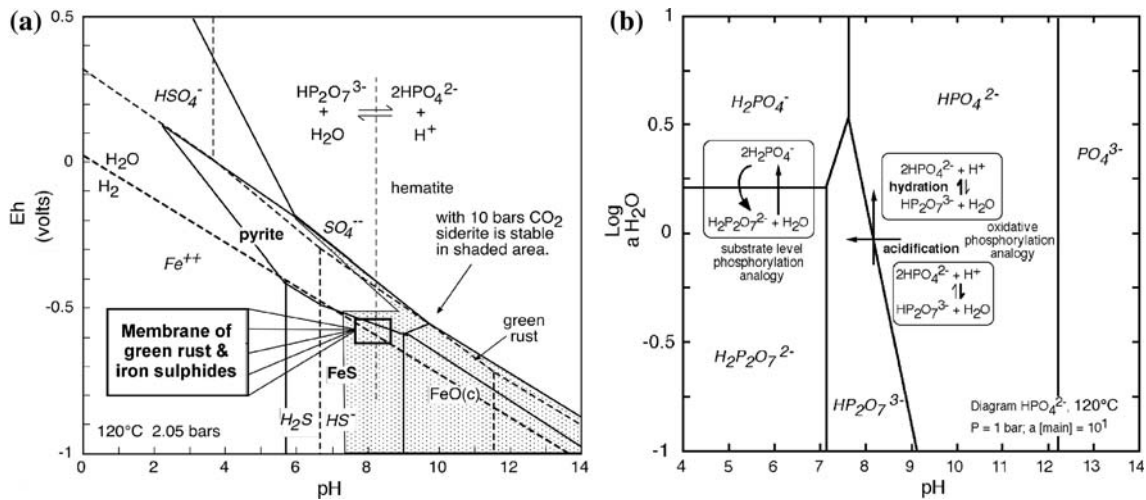 (a)
0.5
0
-0.5
-1
Eh
(volts)
0
2
4
6
8
10
12
14
pH
HSO4-
HP2O7 3-
+
H2O
2HPO4 2-
+
H+
H2O
H2
hematite
pyrite
SO4--
with 10 bars CO2
siderite is stable
in shaded area.
Fe++
Membrane of
green rust &
iron sulphides
green
rust
FeS
FeO(c)
H2S
HS-
120°C 2.05 bars
(b)
1
0.5
0
-0.5
-1
Log
a H2O
4
5
6
7
8
9
10
11
12
13
14
pH
H2PO4-
HPO4 2-
PO4 3-
2H2PO4-
H2P2O7 2- + H2O
substrate level
phosphorylation
analogy
2HPO4 2- + H+
hydration
HP2O7 3- + H2O
oxidative
phosphorylation
analogy
acidification
2HPO4 2- + H+
HP2O7 3- + H2O
H2P2O7 2-
HP2O7 3-
Diagram HPO4 2-, 120°C
P = 1 bar; a [main] = 10¹